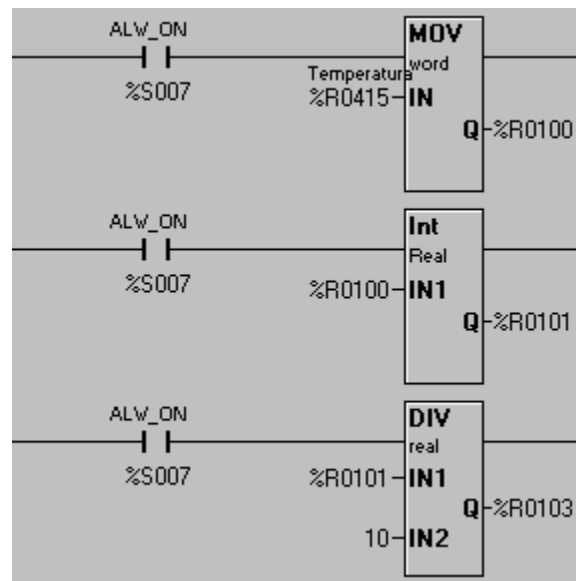 ALW_ON
%S007
MOV
word
Temperatura
%R0415
IN
Q
%R0100
ALW_ON
%S007
Int
Real
%R0100
IN1
Q
%R0101
ALW_ON
%S007
DIV
real
%R0101
IN1
Q
%R0103
10
IN2